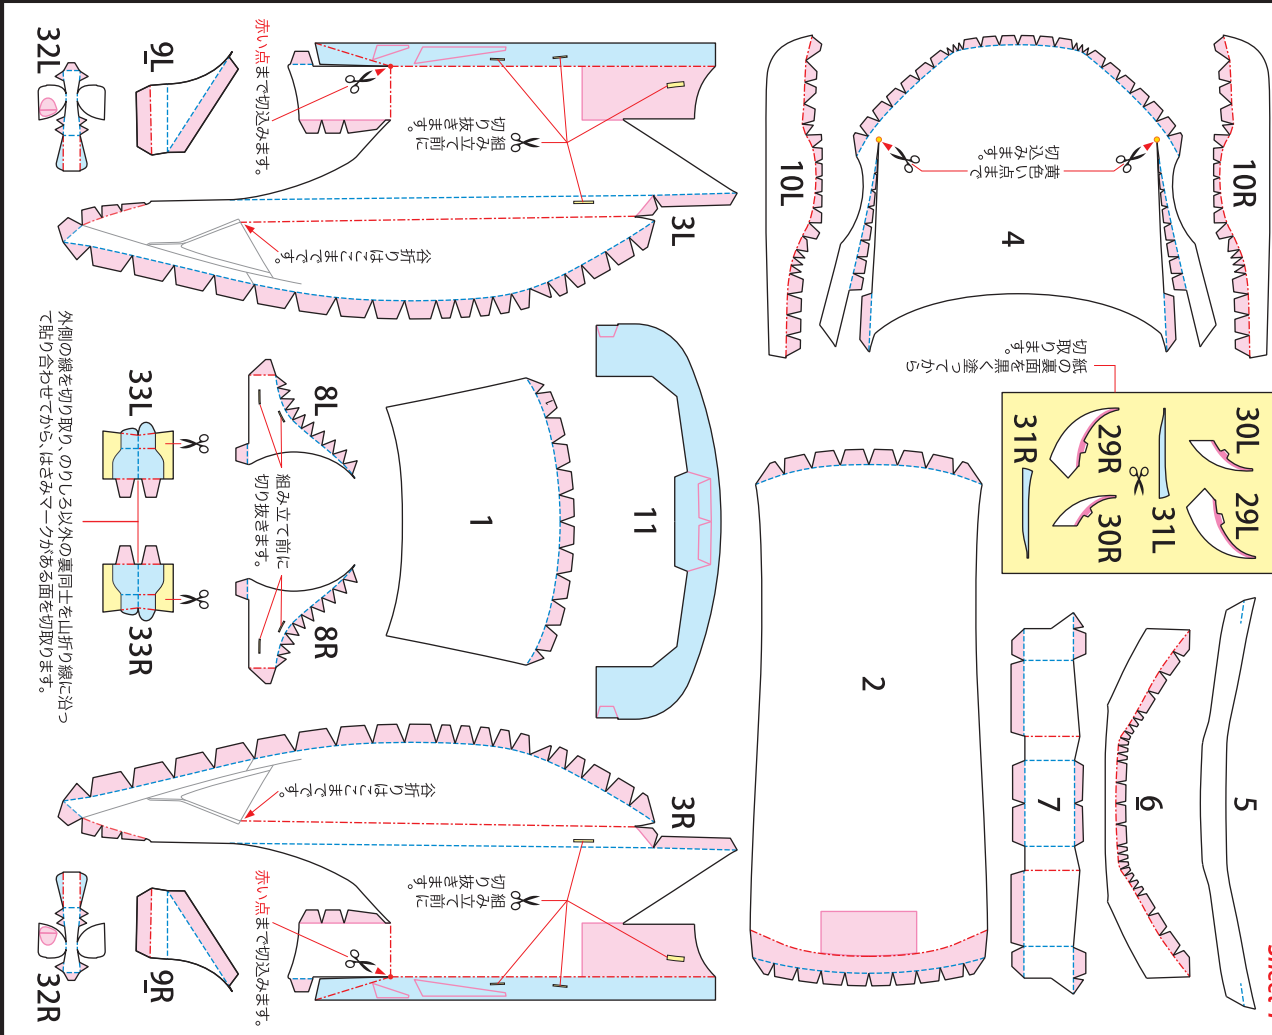 32L
9L
赤い点まで切込みます。
組み立て前に
切り抜きます。
谷折りはここまでです。
3L
10L
10R
黄色い点まで
切込みます。
4
紙の裏面を黒く塗ってから
切取ります。
30L
29L
31L
29R
30R
31R
外側の線を切り取り、のりしろ以外の裏同士を山折り線に沿っ
て貼り合わせてから、はさみマークがある面を切取ります。
33L
33R
8L
組み立て前に
切り抜きます。
8R
1
11
2
5
6
7
3R
谷折りはここまでです。
組み立て前に
切り抜きます。
赤い点まで切込みます。
9R
32R